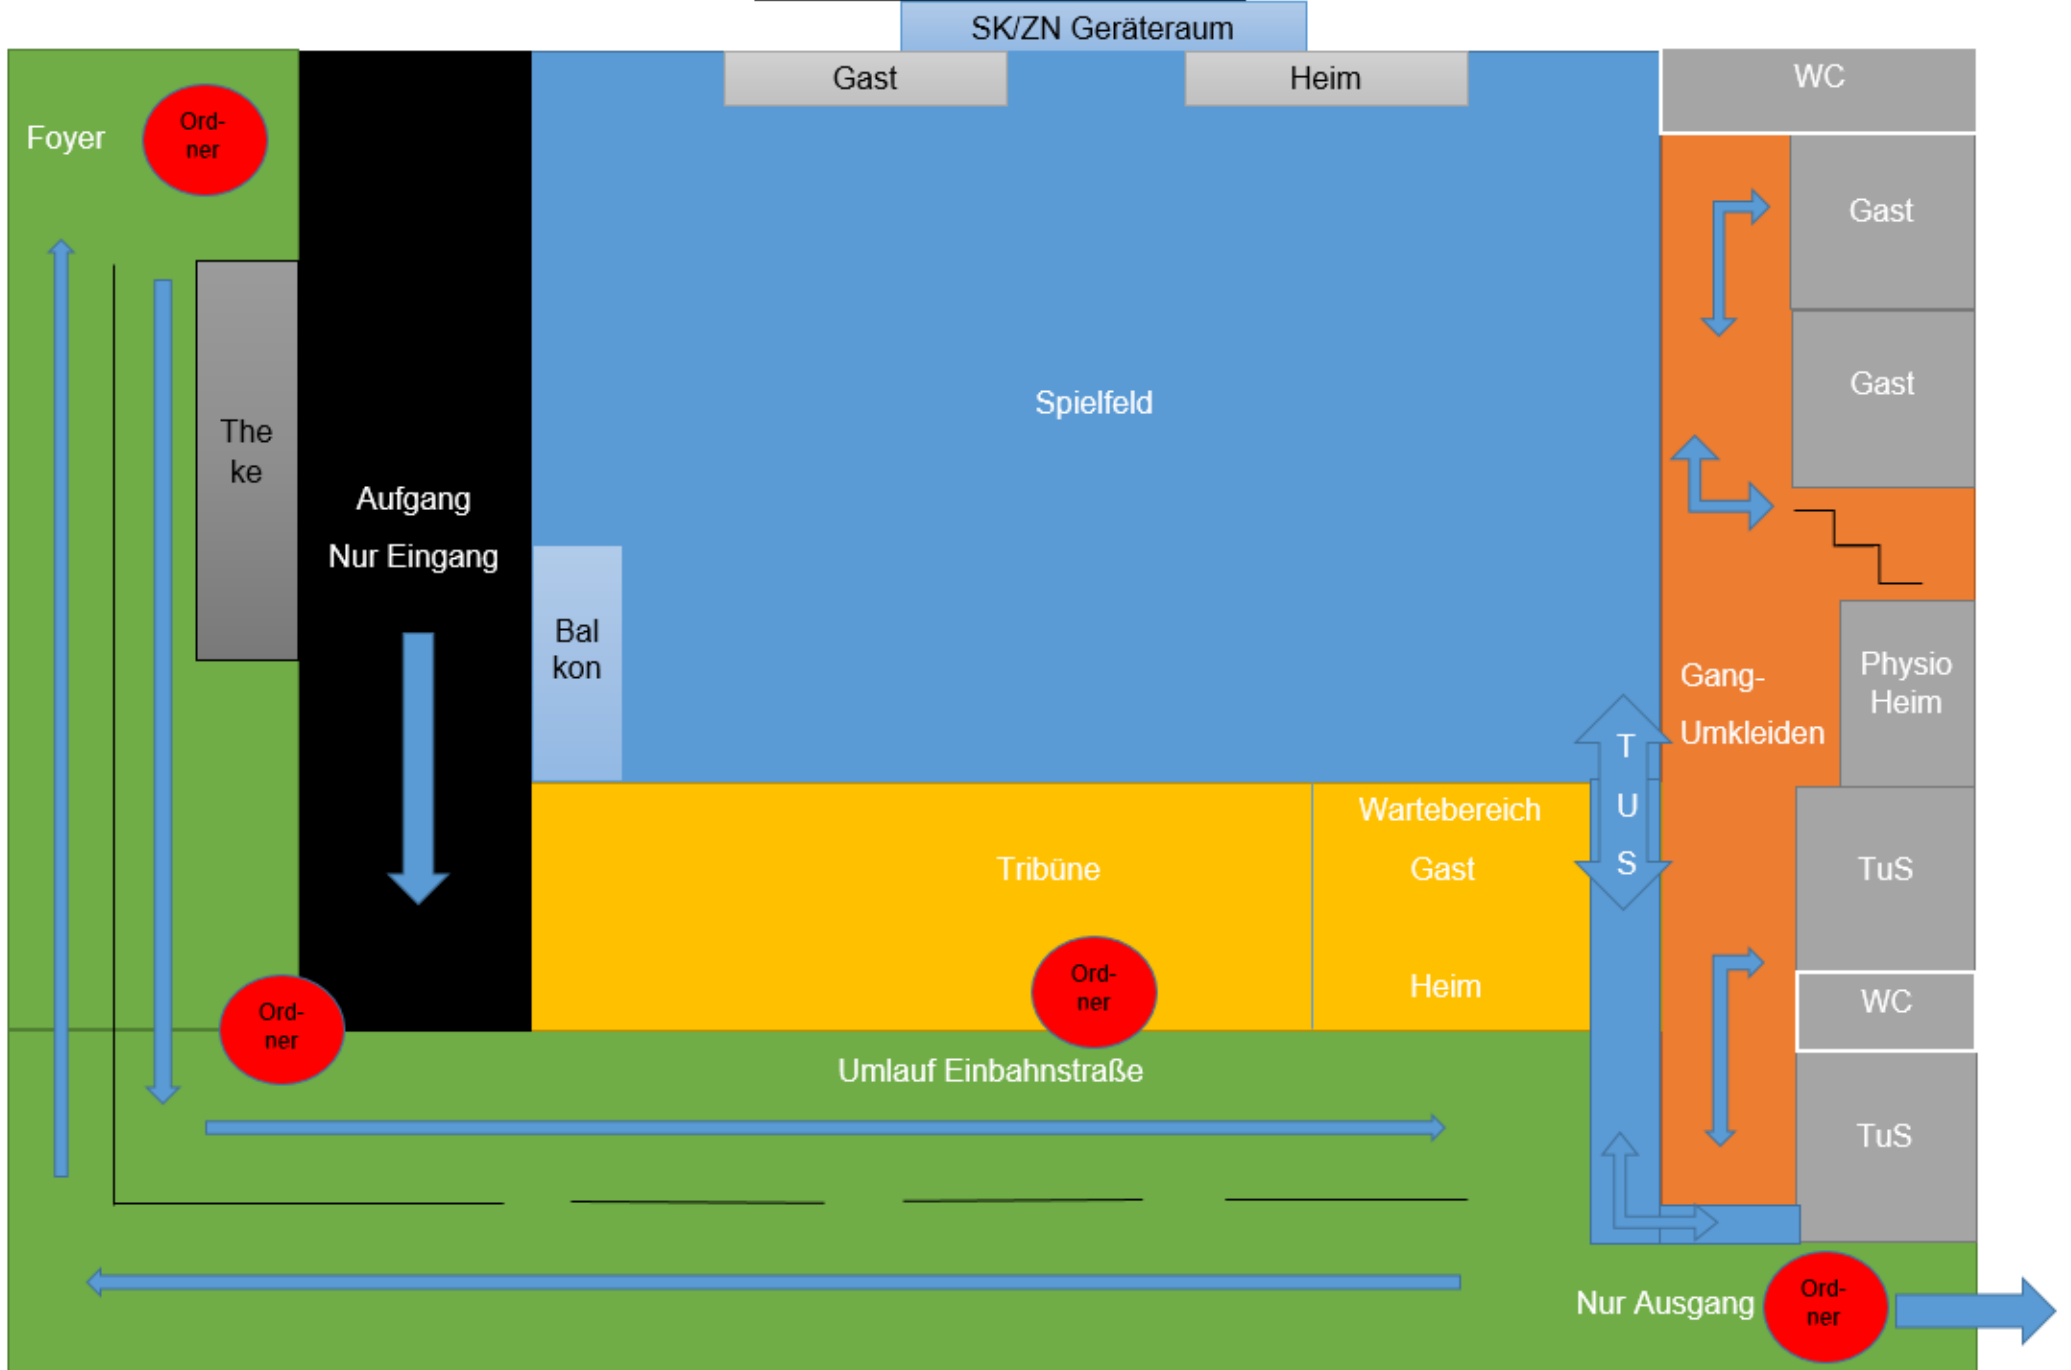 SK/ZN Geräteraum
Gast
Heim
WC
Foyer
Ord-
ner
Gast
Gast
Spielfeld
The
ke
Aufgang
Nur Eingang
Bal
kon
Gang-
Umkleiden
Physio
Heim
T
U
S
Wartebereich
Gast
Heim
Tribüne
Ord-
ner
TuS
WC
TuS
Ord-
ner
Umlauf Einbahnstraße
Nur Ausgang
Ord-
ner